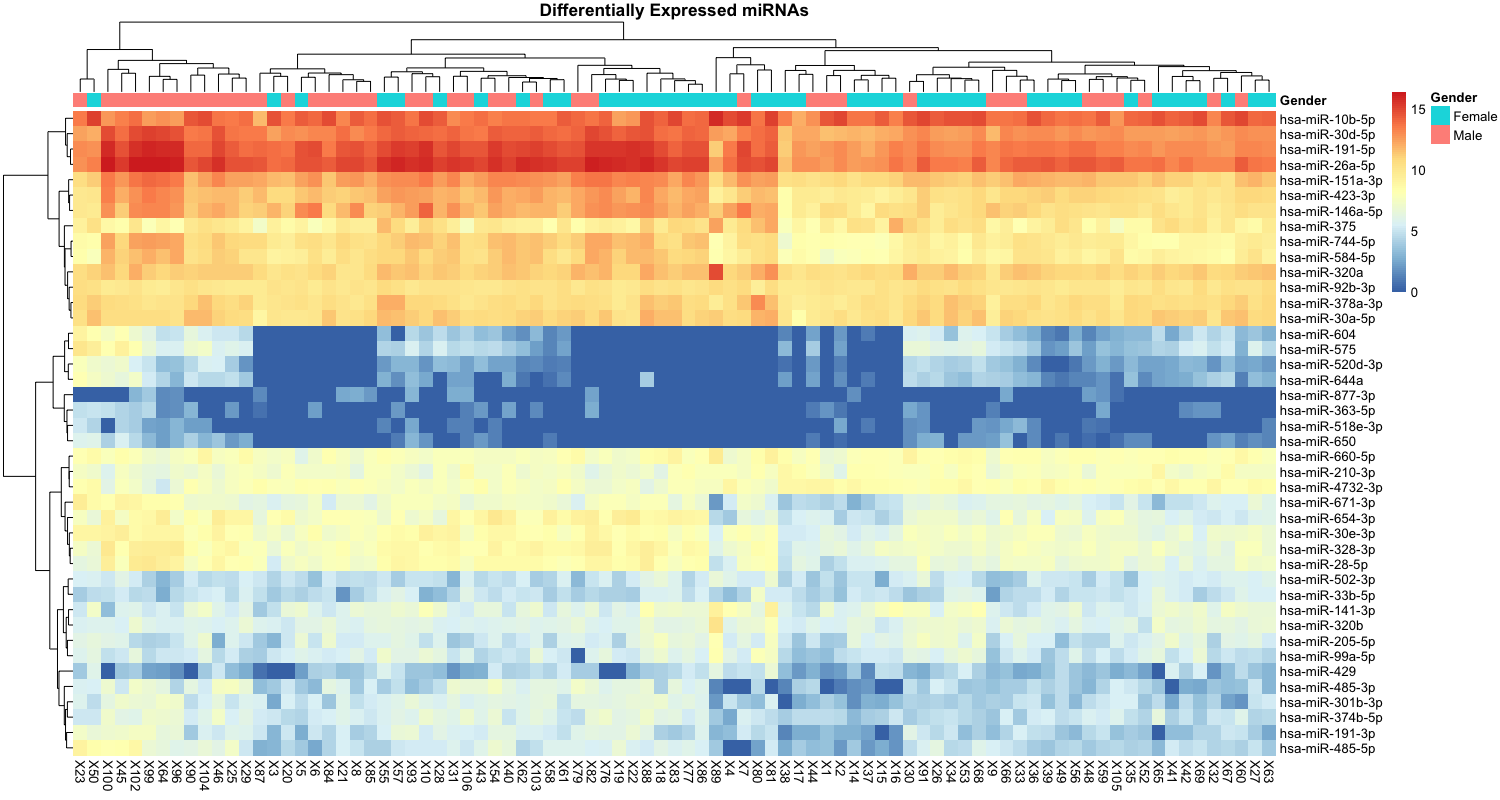 Differentially Expressed miRNAs
Gender
hsa-miR-10b-5p
hsa-miR-30d-5p
hsa-miR-191-5p
hsa-miR-26a-5p
hsa-miR-151a-3p
hsa-miR-423-3p
hsa-miR-146a-5p
hsa-miR-375
hsa-miR-744-5p
hsa-miR-584-5p
hsa-miR-320a
hsa-miR-92b-3p
hsa-miR-378a-3p
hsa-miR-30a-5p
hsa-miR-604
hsa-miR-575
hsa-miR-520d-3p
hsa-miR-644a
hsa-miR-877-3p
hsa-miR-363-5p
hsa-miR-518e-3p
hsa-miR-650
hsa-miR-660-5p
hsa-miR-210-3p
hsa-miR-4732-3p
hsa-miR-671-3p
hsa-miR-654-3p
hsa-miR-30e-3p
hsa-miR-328-3p
hsa-miR-28-5p
hsa-miR-502-3p
hsa-miR-33b-5p
hsa-miR-141-3p
hsa-miR-320b
hsa-miR-205-5p
hsa-miR-99a-5p
hsa-miR-429
hsa-miR-485-3p
hsa-miR-301b-3p
hsa-miR-374b-5p
hsa-miR-191-3p
hsa-miR-485-5p
15
10
5
0
Gender
Female
Male
X23
X50
X100
X45
X102
X99
X64
X96
X90
X104
X46
X25
X29
X87
X3
X20
X5
X6
X84
X21
X8
X85
X55
X57
X93
X10
X28
X31
X106
X43
X54
X40
X62
X103
X58
X61
X79
X82
X76
X19
X22
X88
X18
X83
X77
X86
X89
X4
X7
X80
X81
X38
X17
X44
X1
X2
X14
X37
X15
X16
X30
X91
X26
X34
X53
X68
X9
X66
X33
X36
X39
X49
X56
X48
X59
X105
X35
X52
X65
X41
X42
X69
X32
X67
X60
X27
X63